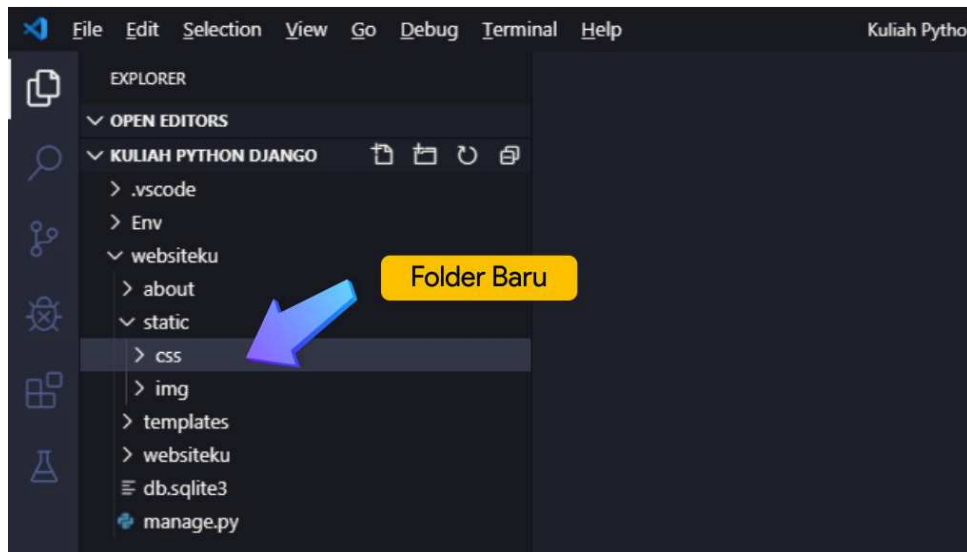 File Edit Selection View Go Debug Terminal Help Kuliah Pytho
EXPLORER
OPEN EDITORS
KULIAH PYTHON DJANGO
.vscode
Env
websiteku
Folder Baru
about
static
css
img
templates
websiteku
db.sqlite3
manage.py